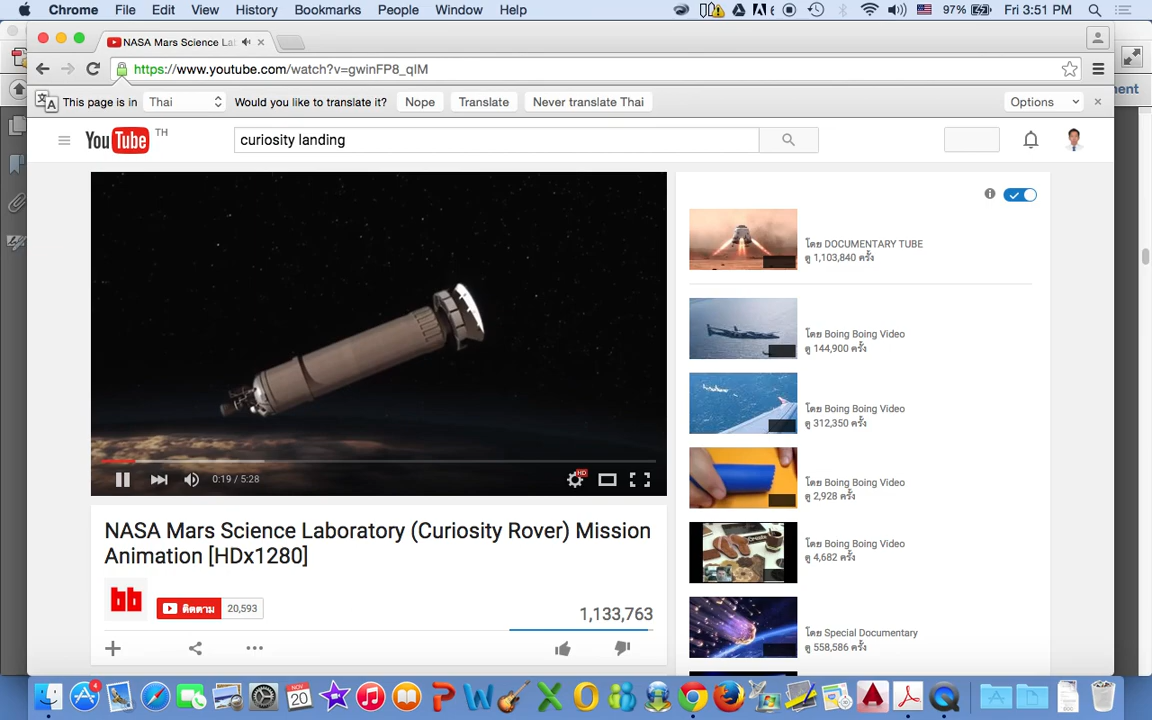 Chrome File Edit View History Bookmarks People Window Help 97% Fri 3:51 PM
NASA Mars Science La
https://www.youtube.com/watch?v=gwinFP8_qIM
This page is in Thai Would you like to translate it? Nope Translate Never translate Thai Options
YouTube TH curiosity landing
โดย DOCUMENTARY TUBE
ดู 1,103,840 ครั้ง
โดย Boing Boing Video
ดู 144,900 ครั้ง
โดย Boing Boing Video
ดู 312,350 ครั้ง
โดย Boing Boing Video
ดู 2,928 ครั้ง
โดย Boing Boing Video
ดู 4,682 ครั้ง
โดย Special Documentary
ดู 558,586 ครั้ง
0:19 / 5:28 HD
NASA Mars Science Laboratory (Curiosity Rover) Mission
Animation [HDx1280]
bb
ติดตาม 20,593
1,133,763
4
NOV
20